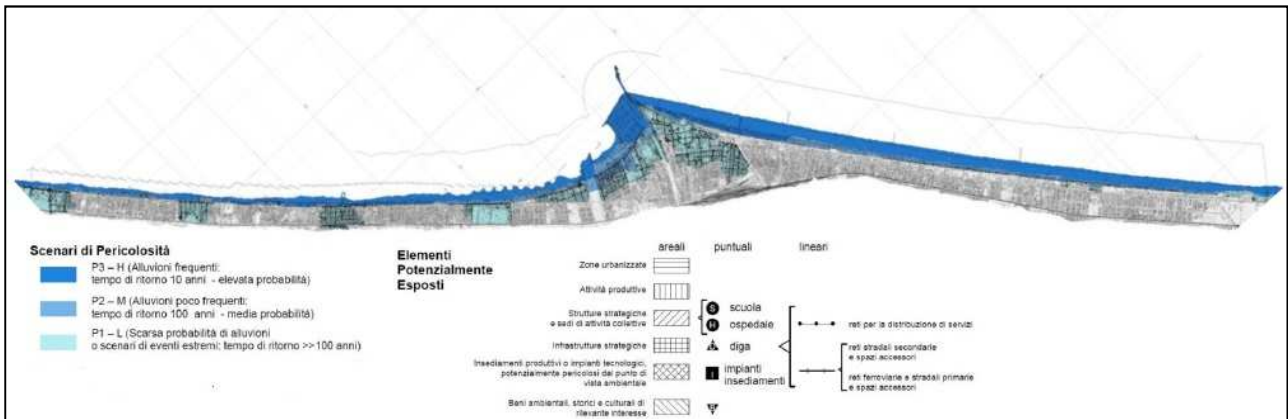 Scenari di Pericolosità
P3 – H (Alluvioni frequenti:
tempo di ritorno 10 anni - elevata probabilità)
P2 – M (Alluvioni poco frequenti:
tempo di ritorno 100 anni - media probabilità)
P1 – L (Scarsa probabilità di alluvioni
o scenari di eventi estremi; tempo di ritorno >>100 anni)
Elementi
Potenzialmente
Esposti
areali puntuali lineari
Zone urbanizzate
Attività produttive
Strutture strategiche
e sedi di attività collettive
Infrastrutture strategiche
Insediamenti produttivi o impianti tecnologici,
potenzialmente pericolosi dal punto di
vista ambientale
Beni ambientali, storici e culturali di
rilevante interesse
S scuola
H ospedale
diga
I impianti
insediamenti
reti per la distribuzione di servizi
reti stradali secondarie
e spazi accessori
reti ferroviarie e stradali primarie
e spazi accessori